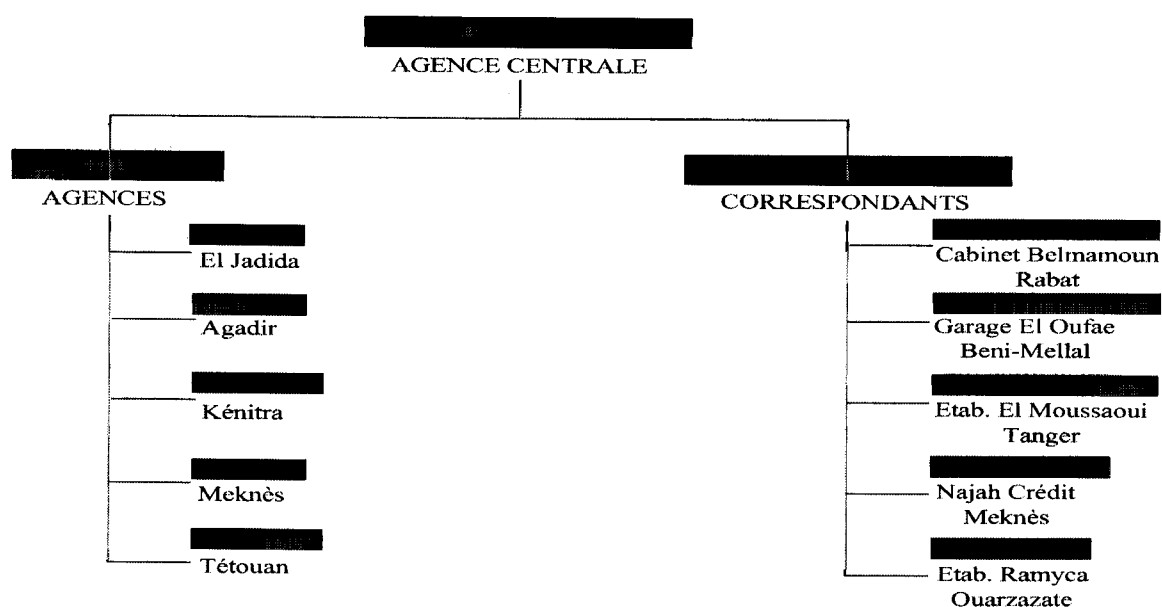 AGENCE CENTRALE
AGENCES
El Jadida
Agadir
Kénitra
Meknès
Tétouan
CORRESPONDANTS
Cabinet Belmamoun
Rabat
Garage El Oufae
Beni-Mellal
Etab. El Moussaoui
Tanger
Najah Crédit
Meknès
Etab. Ramyca
Ouarzazate